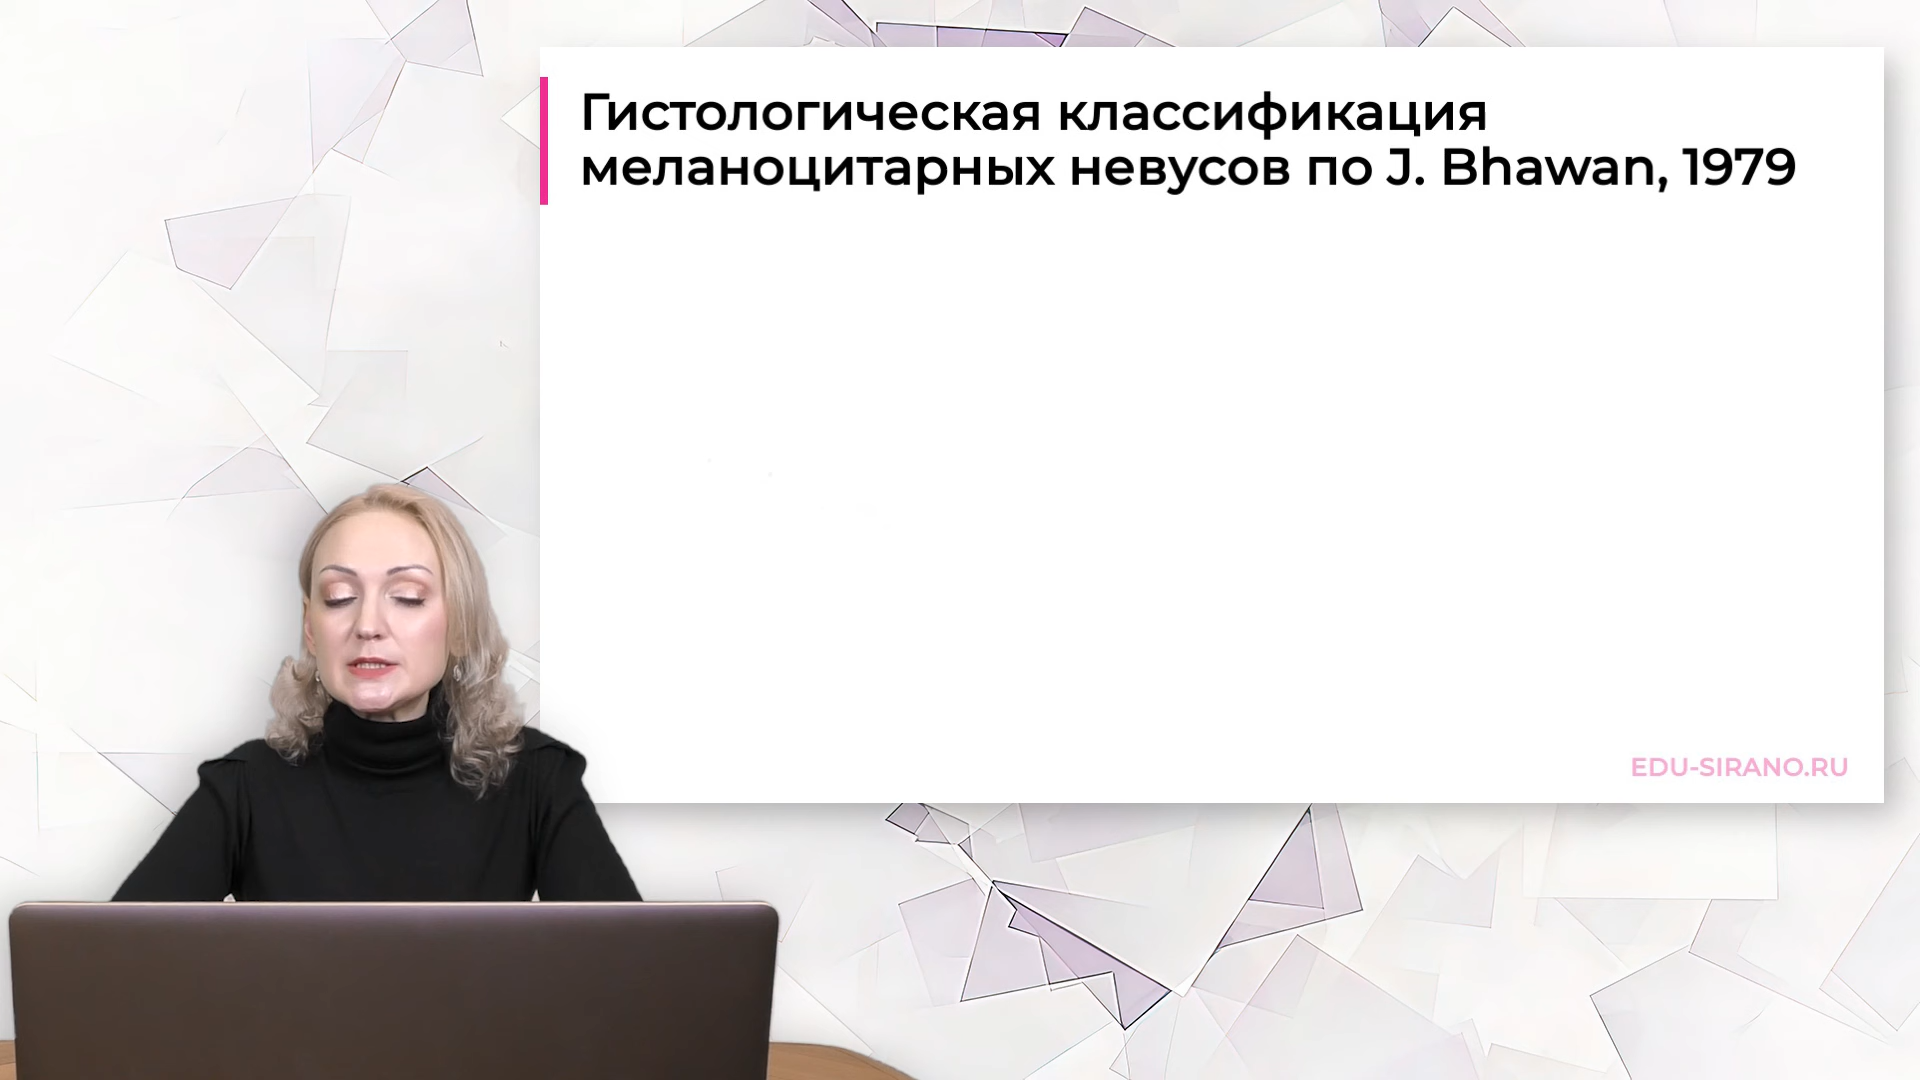 Гистологическая классификация
меланоцитарных невусов по J. Bhawan, 1979
EDU-SIRANO.RU